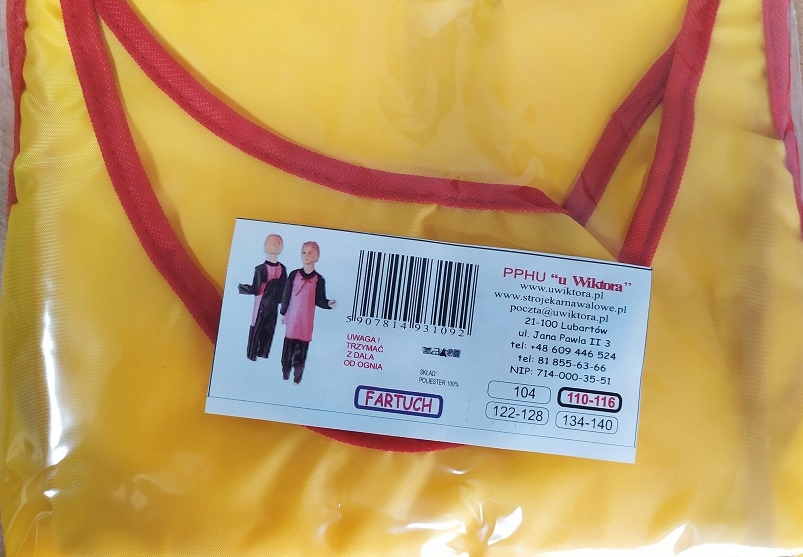 5907814931092
UWAGA !
TRZYMAĆ
Z DALA
OD OGNIA
SKŁAD:
POLIESTER 100%
FARTUCH
PPHU “u Wiktora”
www.uwiktora.pl
www.strojekarnawalowe.pl
poczta@uwiktora.pl
21-100 Lubartów
ul. Jana Pawla II 3
tel: +48 609 446 524
tel: 81 855-63-66
NIP: 714-000-35-51
104 110-116
122-128 134-140